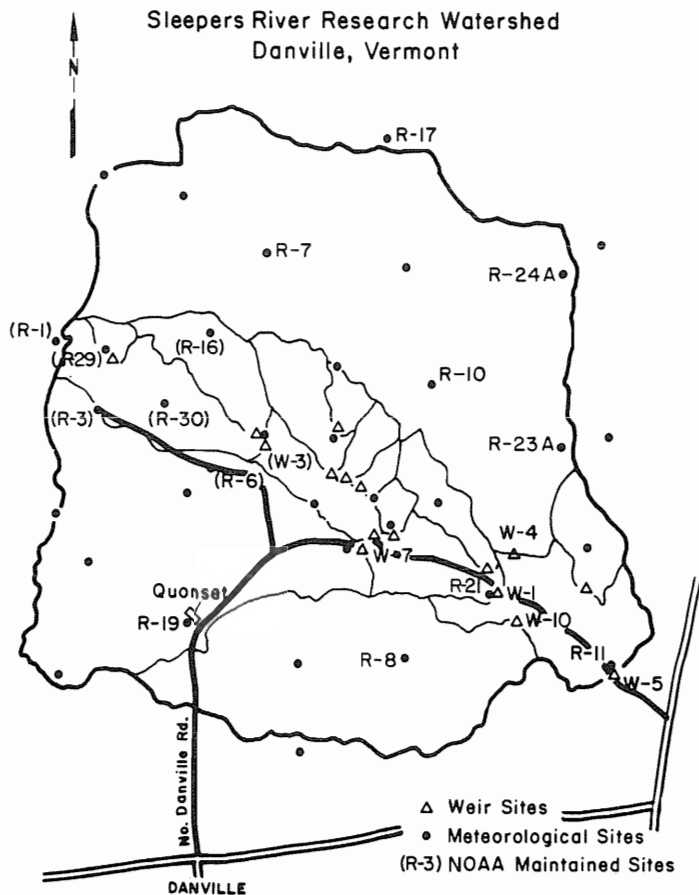 Sleepers River Research Watershed
Danville, Vermont
N
R-17
R-7
R-24A
(R-1)
(R-16)
(R29)
R-10
(R-3)
(R-30)
R-23A
(W-3)
(R-6)
W-4
W-7
Quonset
R-21
W-1
R-19
W-10
R-8
R-11
W-5
No. Danville Rd.
Weir Sites
Meteorological Sites
(R-3) NOAA Maintained Sites
DANVILLE